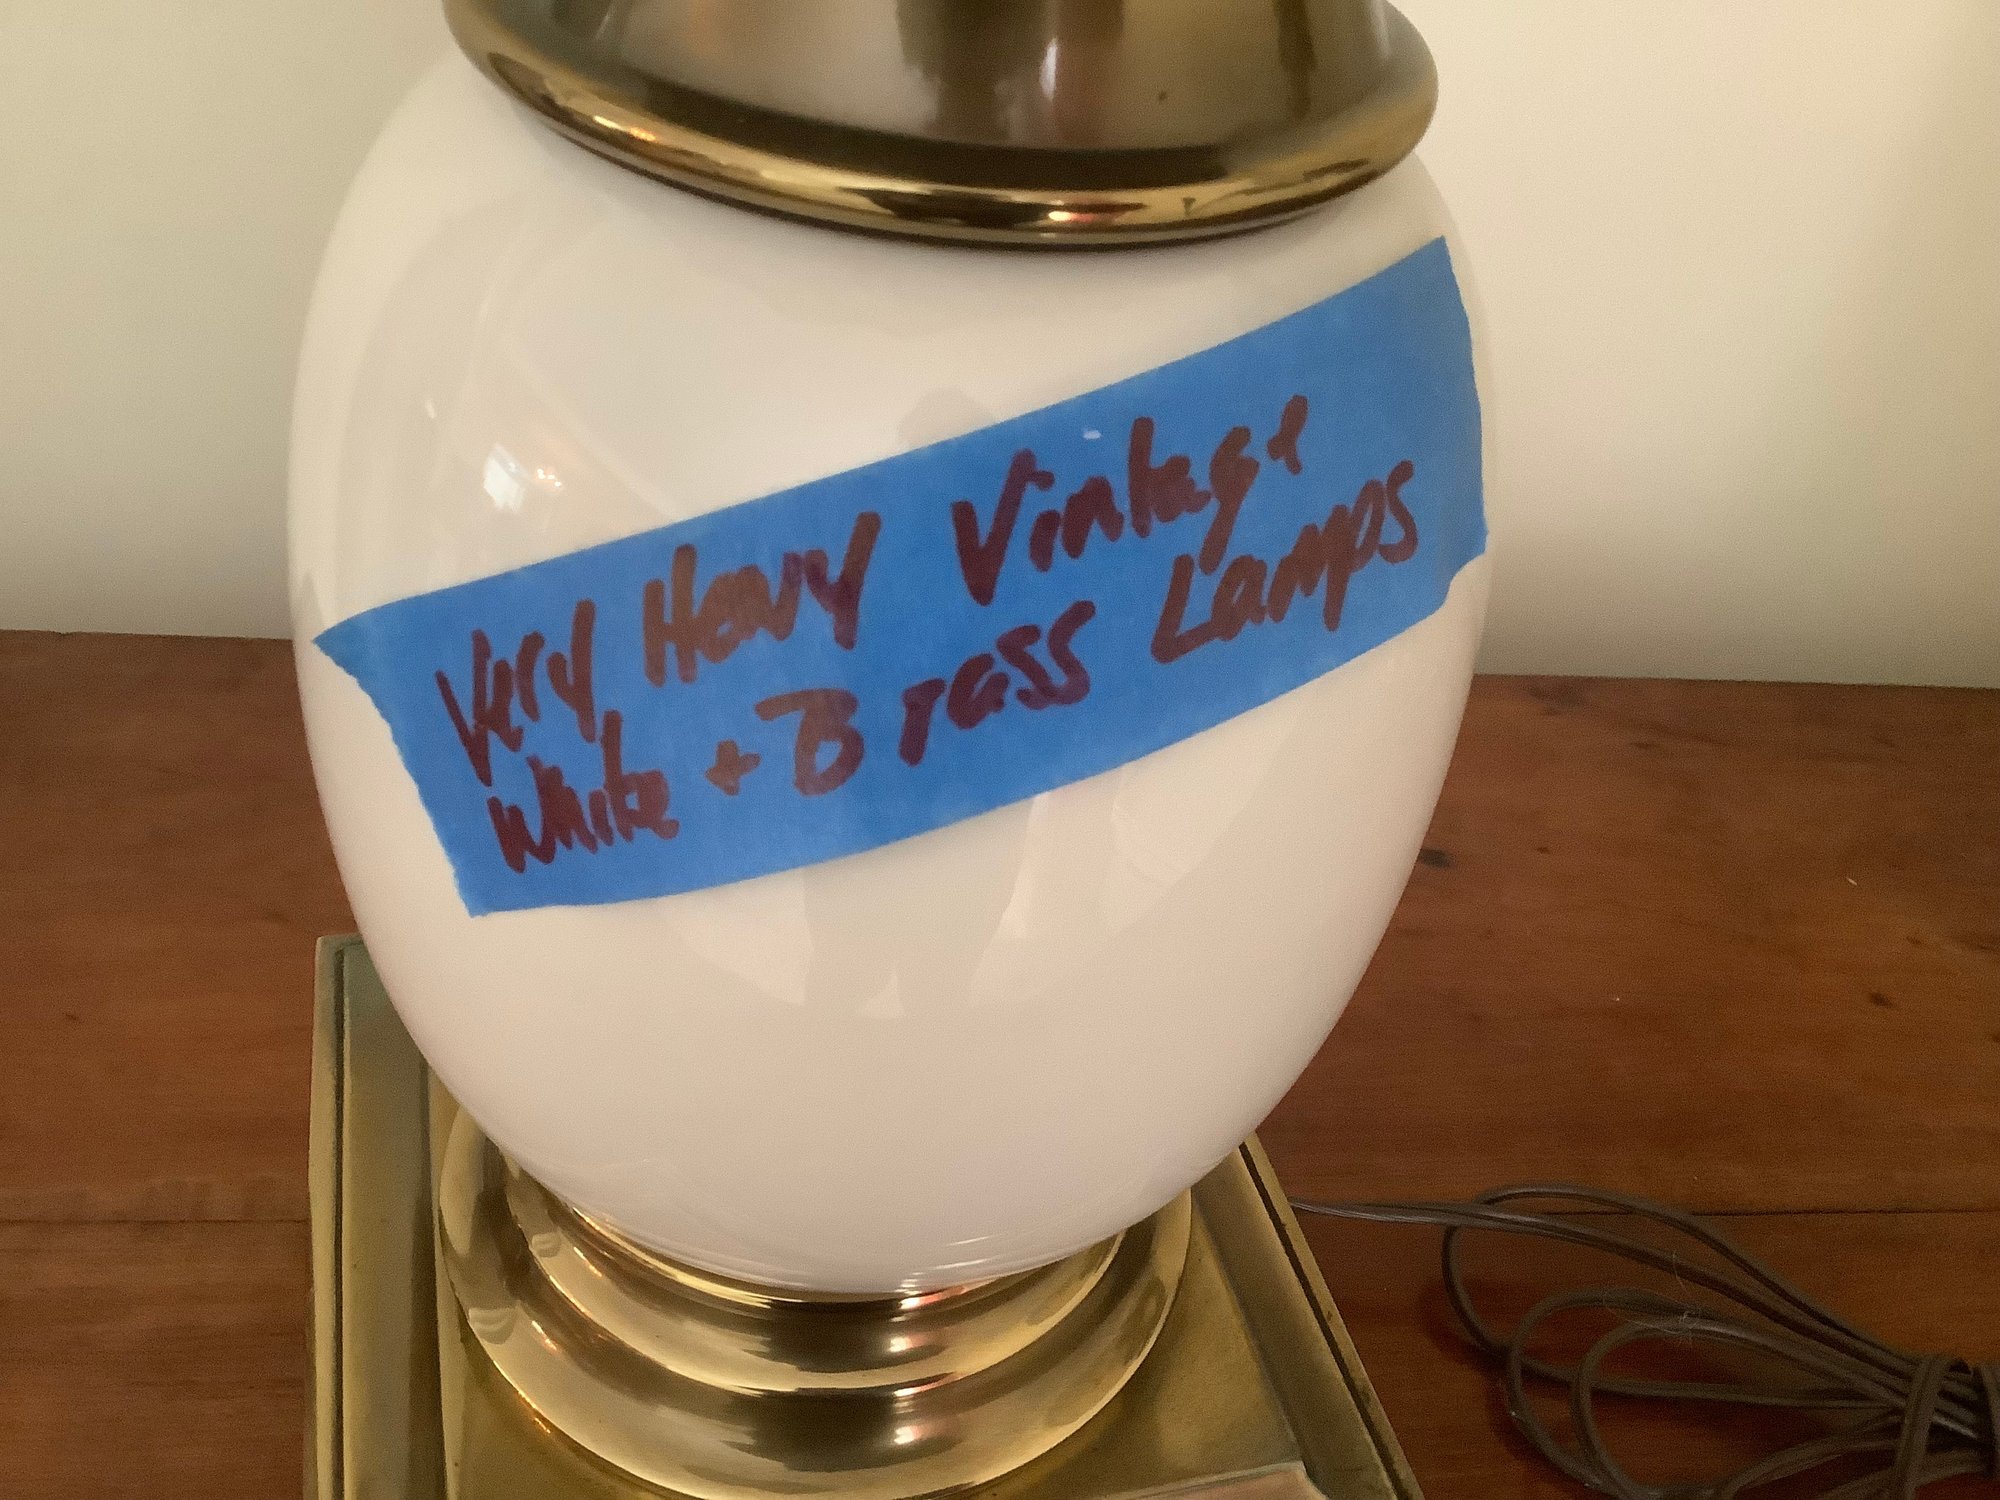 Very Heavy Vintage
White + Brass Lamps